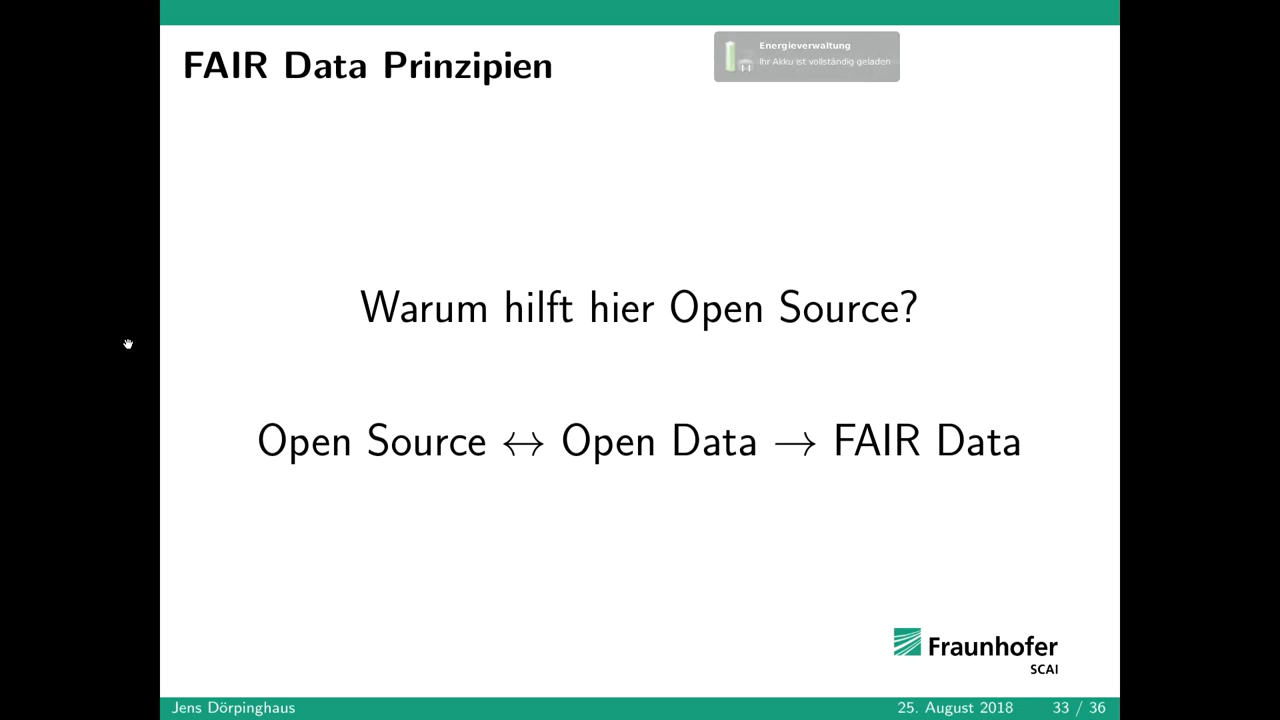 FAIR Data Prinzipien
Energieverwaltung
Ihr Akku ist vollständig geladen
Warum hilft hier Open Source?
Open Source ↔ Open Data → FAIR Data
Fraunhofer
SCAI
Jens Dörpinghaus
25. August 2018
33 / 36